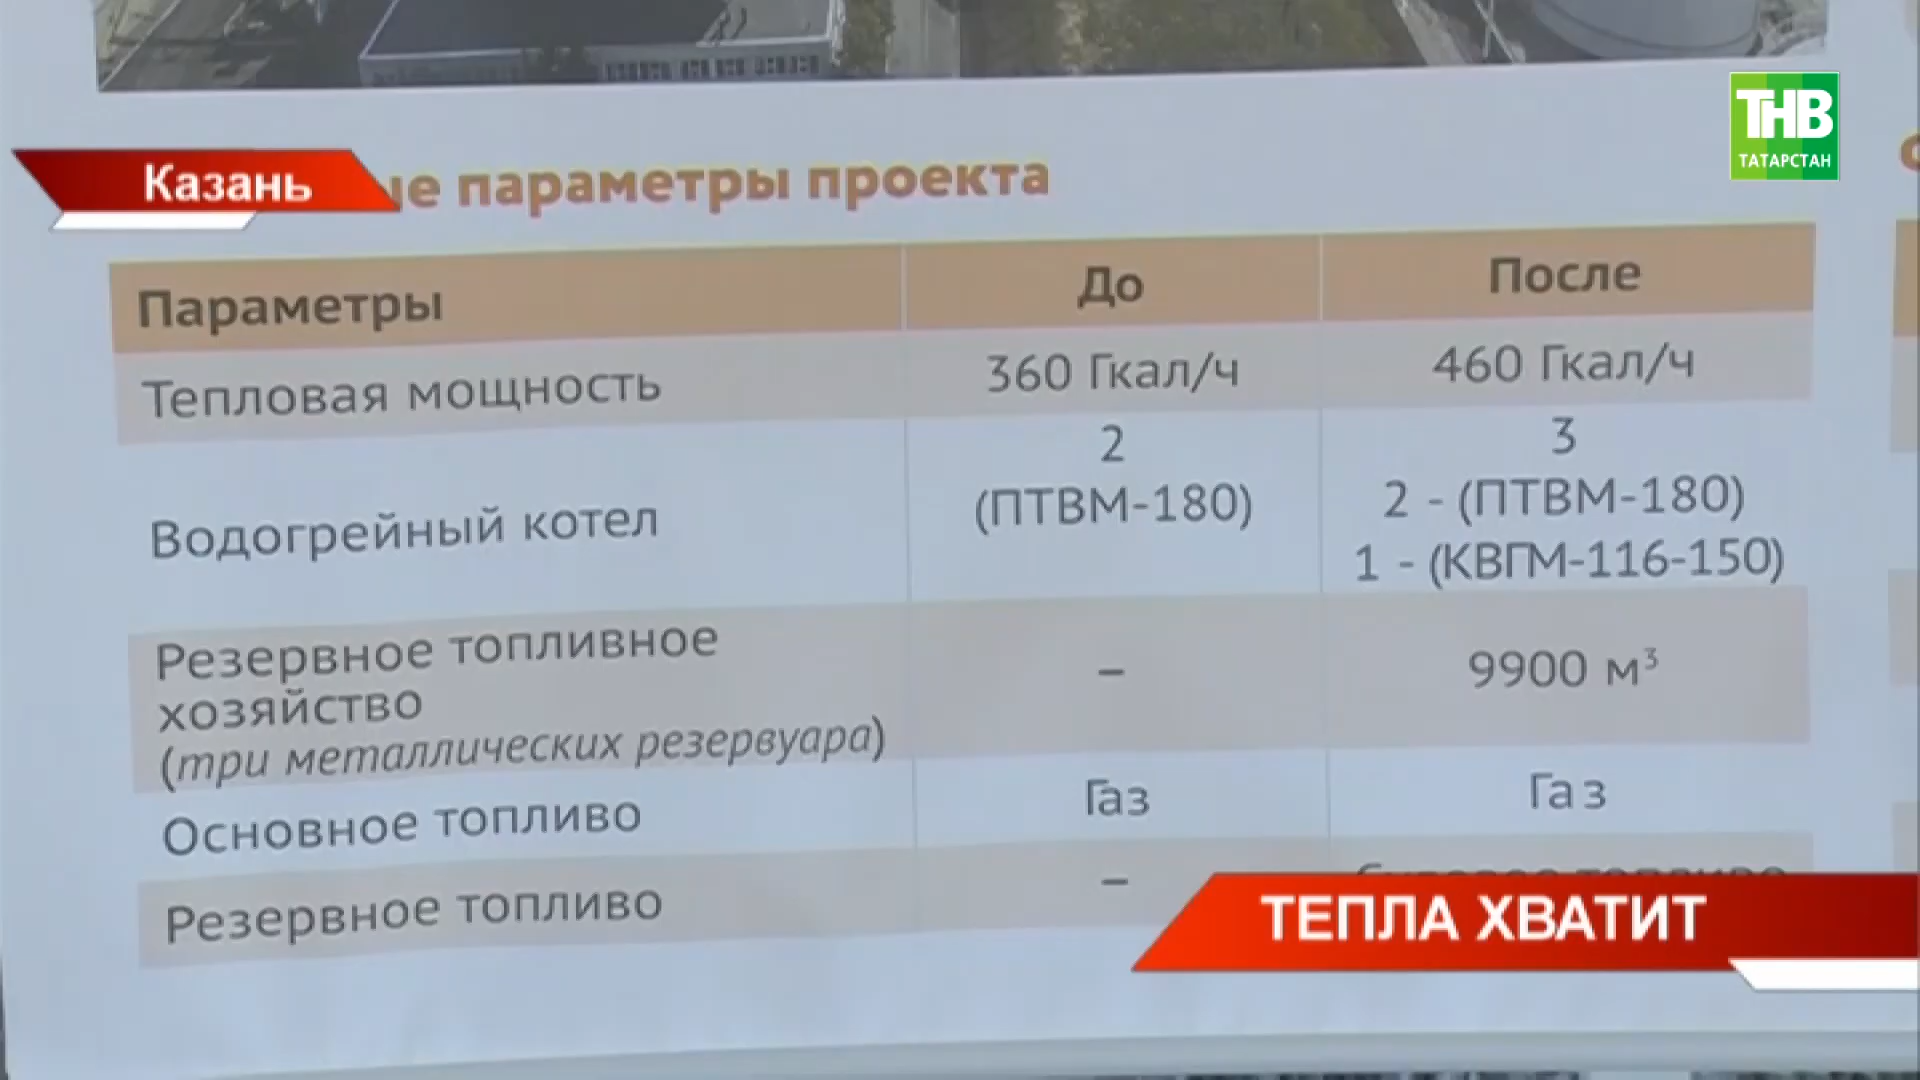 ТНВ
ТАТАРСТАН
Казань
параметры проекта
Параметры До После
Тепловая мощность 360 Гкал/ч 460 Гкал/ч
Водогрейный котел
2
(ПТВМ-180)
3
2 - (ПТВМ-180)
1 - (КВГМ-116-150)
Резервное топливное
хозяйство
(три металлических резервуара)
– 9900 м³
Основное топливо Газ Газ
Резервное топливо –
ТЕПЛА ХВАТИТ